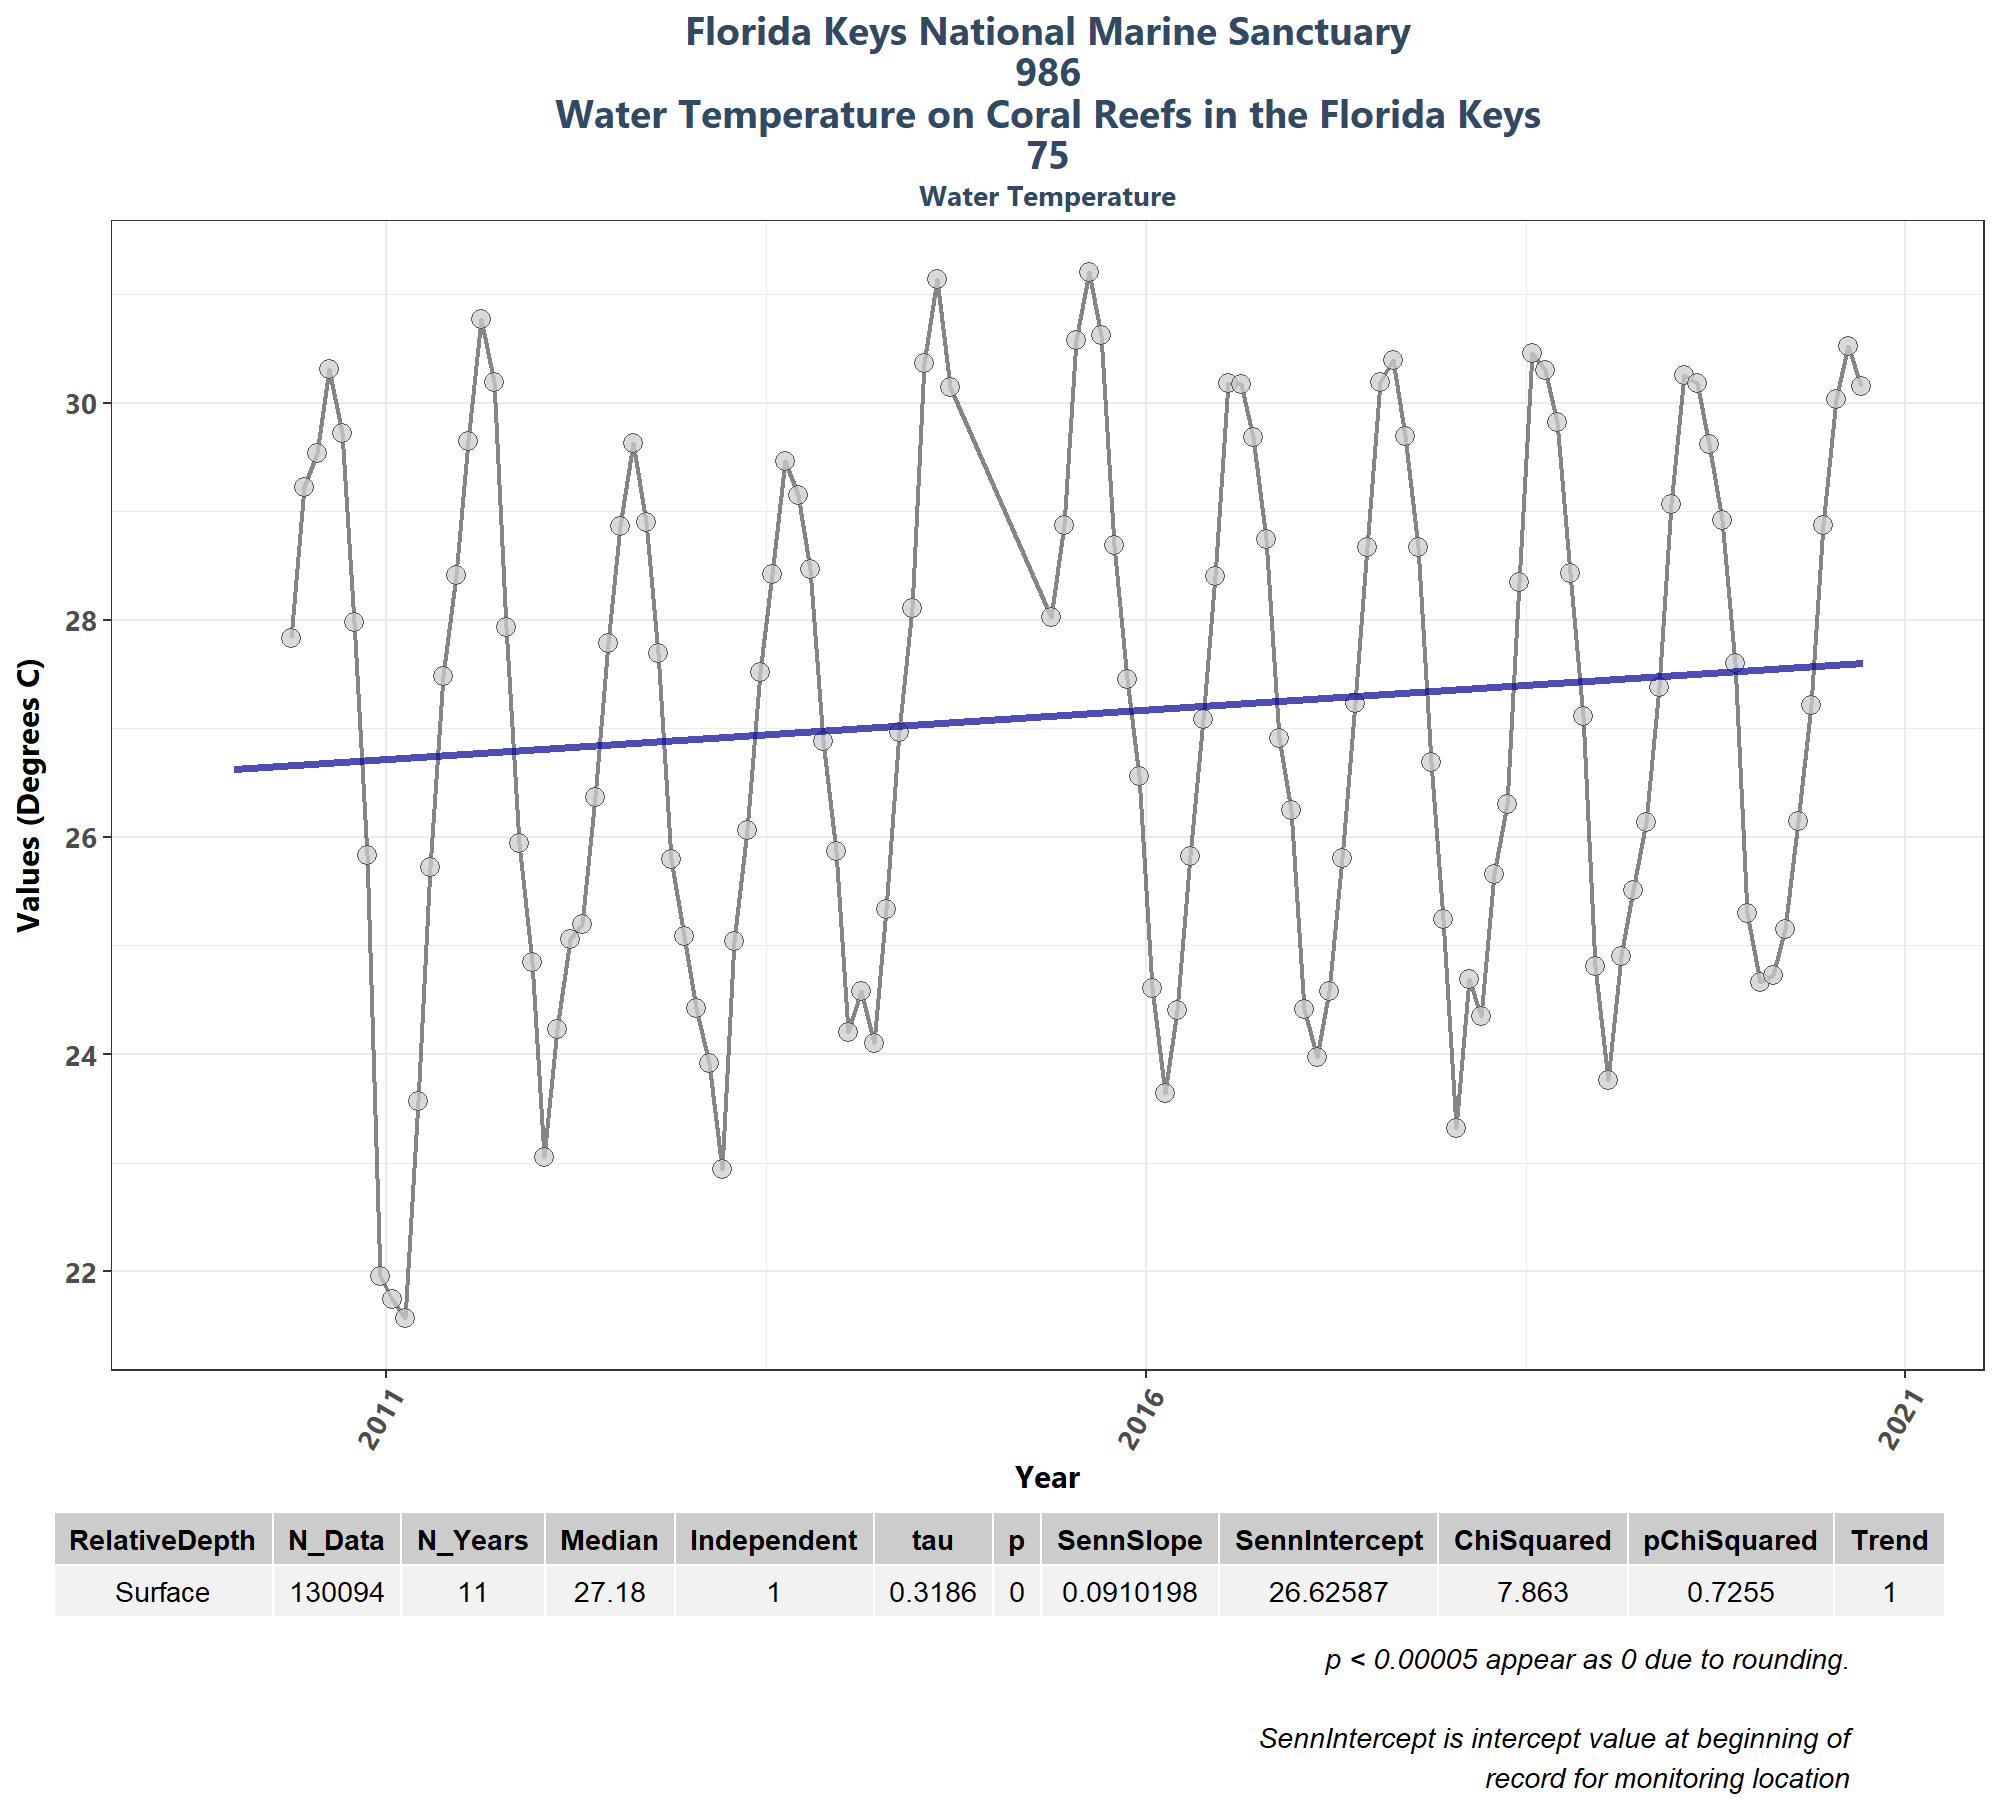 Florida Keys National Marine Sanctuary
986
Water Temperature on Coral Reefs in the Florida Keys
75
Water Temperature
Values (Degrees C)
30
28
26
24
22
2011
2016
2021
Year
RelativeDepth N_Data N_Years Median Independent tau p SennSlope SennIntercept ChiSquared pChiSquared Trend
Surface 130094 11 27.18 1 0.3186 0 0.0910198 26.62587 7.863 0.7255 1
p < 0.00005 appear as 0 due to rounding.
SennIntercept is intercept value at beginning of
record for monitoring location